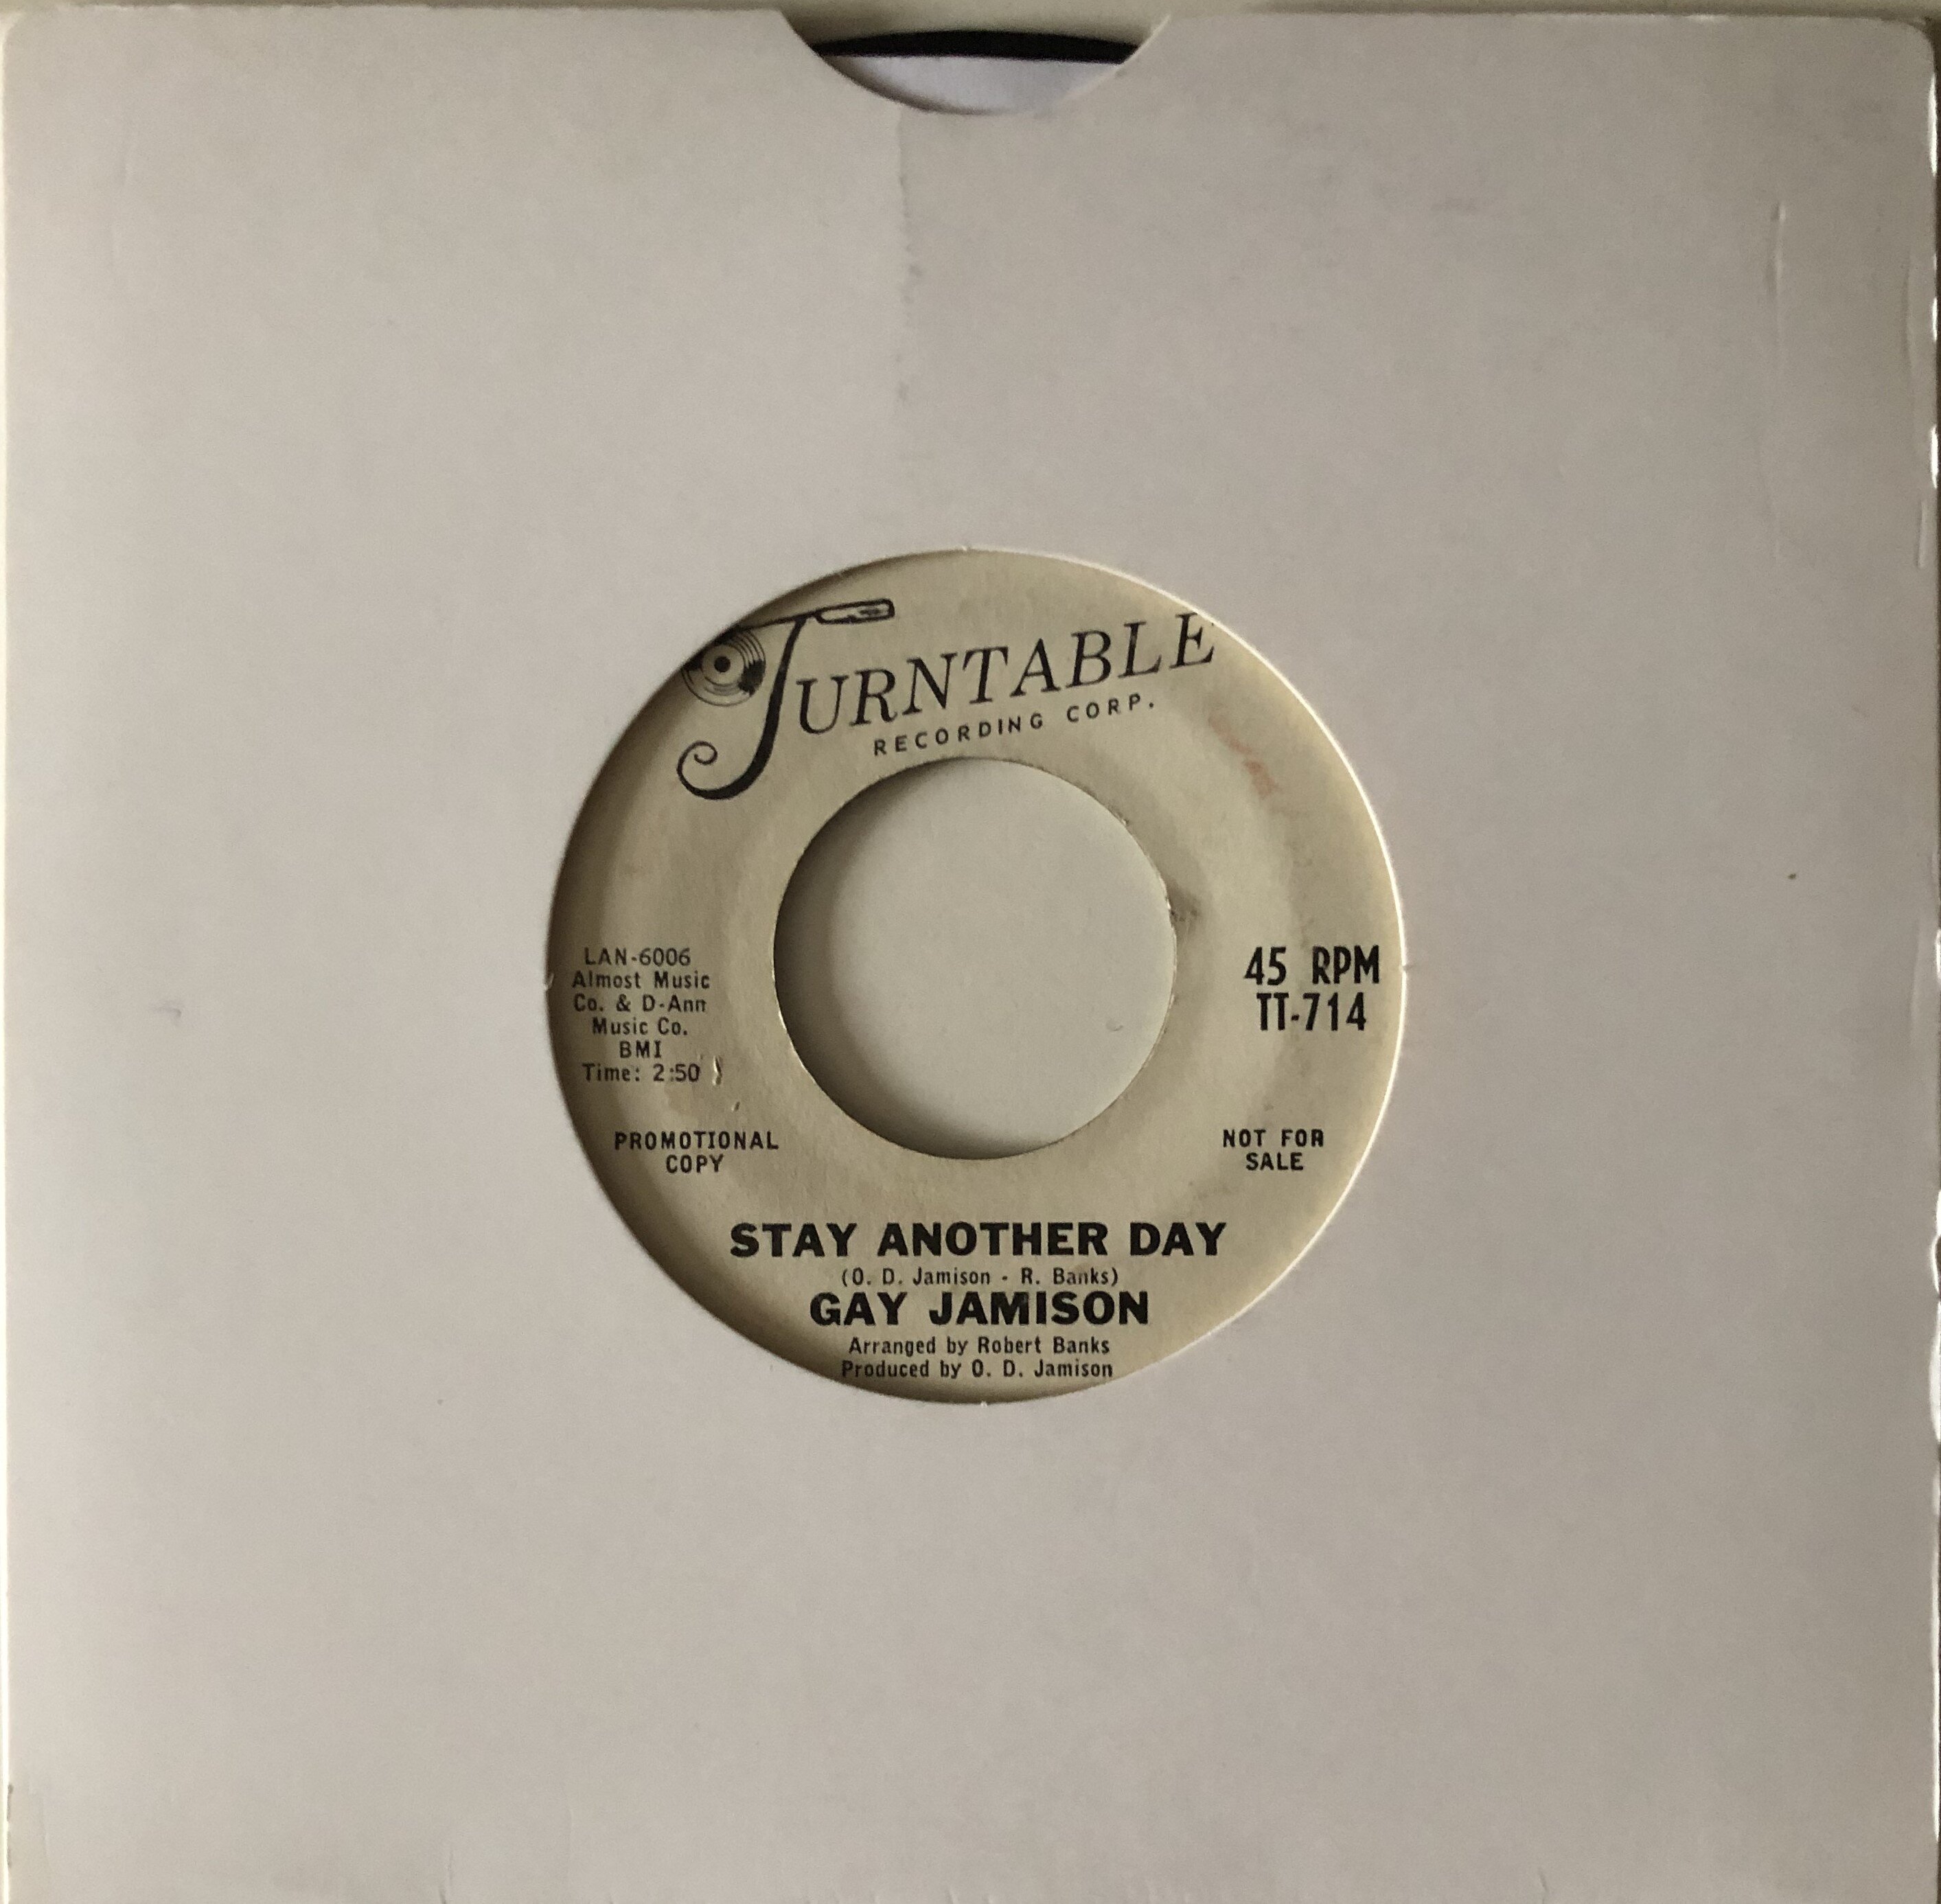 TURNTABLE
RECORDING CORP.
LAN-6006
Almost Music
Co. & D-Ann
Music Co.
BMI
Time: 2:50
45 RPM
TT-714
PROMOTIONAL
COPY
NOT FOR
SALE
STAY ANOTHER DAY
(O. D. Jamison - R. Banks)
GAY JAMISON
Arranged by Robert Banks
Produced by O. D. Jamison